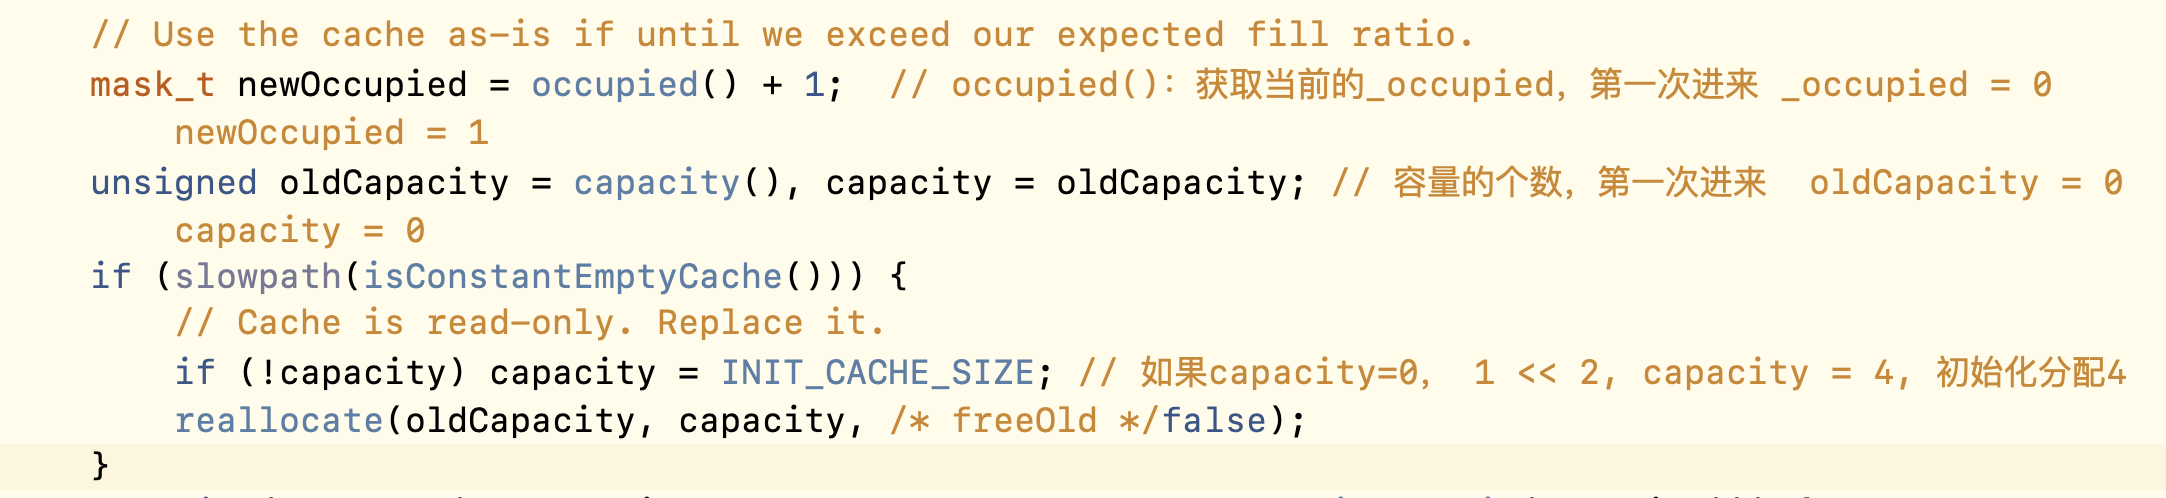 // Use the cache as-is if until we exceed our expected fill ratio.
mask_t newOccupied = occupied() + 1;  // occupied()：获取当前的_occupied，第一次进来 _occupied = 0
newOccupied = 1
unsigned oldCapacity = capacity(), capacity = oldCapacity; // 容量的个数，第一次进来  oldCapacity = 0
capacity = 0
if (slowpath(isConstantEmptyCache())) {
// Cache is read-only. Replace it.
if (!capacity) capacity = INIT_CACHE_SIZE; // 如果capacity=0， 1 << 2, capacity = 4, 初始化分配4
reallocate(oldCapacity, capacity, /* freeOld */false);
}